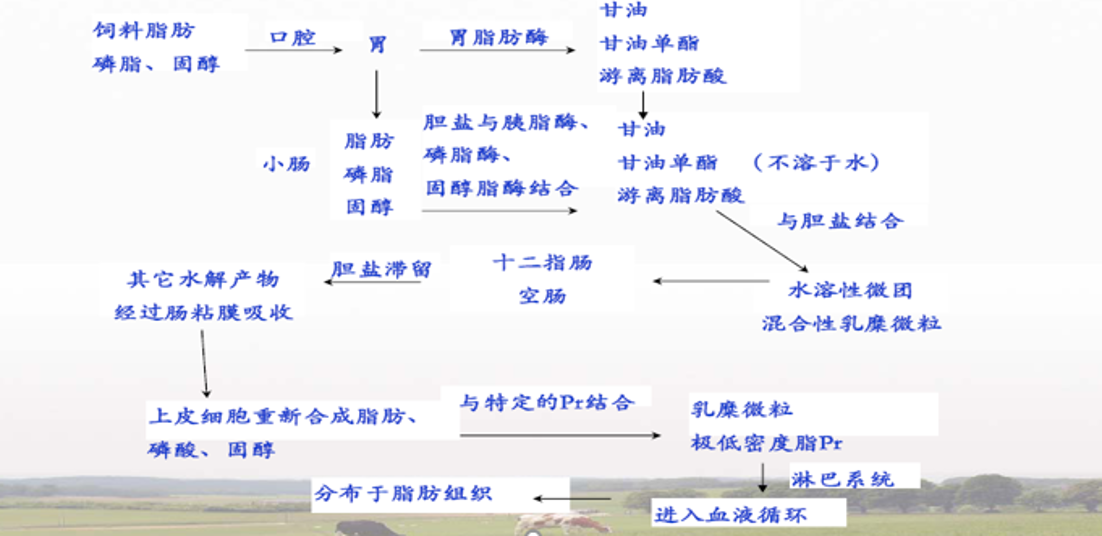 饲料脂肪
磷脂、固醇
口腔
胃
胃脂肪酶
甘油
甘油单酯
游离脂肪酸
小肠
脂肪
磷脂
固醇
胆盐与胰脂酶、
磷脂酶、
固醇脂酶结合
甘油
甘油单酯 (不溶于水)
游离脂肪酸
与胆盐结合
水溶性微团
混合性乳糜微粒
十二指肠
空肠
胆盐滞留
其它水解产物
经过肠粘膜吸收
上皮细胞重新合成脂肪、
磷酸、固醇
与特定的Pr结合
乳糜微粒
极低密度脂Pr
淋巴系统
进入血液循环
分布于脂肪组织